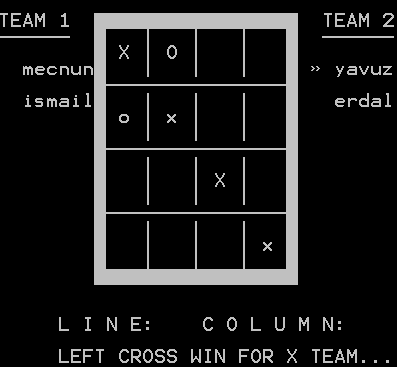 TEAM 1
TEAM 2
X O
mecnun
» yavuz
ismail
erdal
o x
X
x
L I N E: C O L U M N:
LEFT CROSS WIN FOR X TEAM...